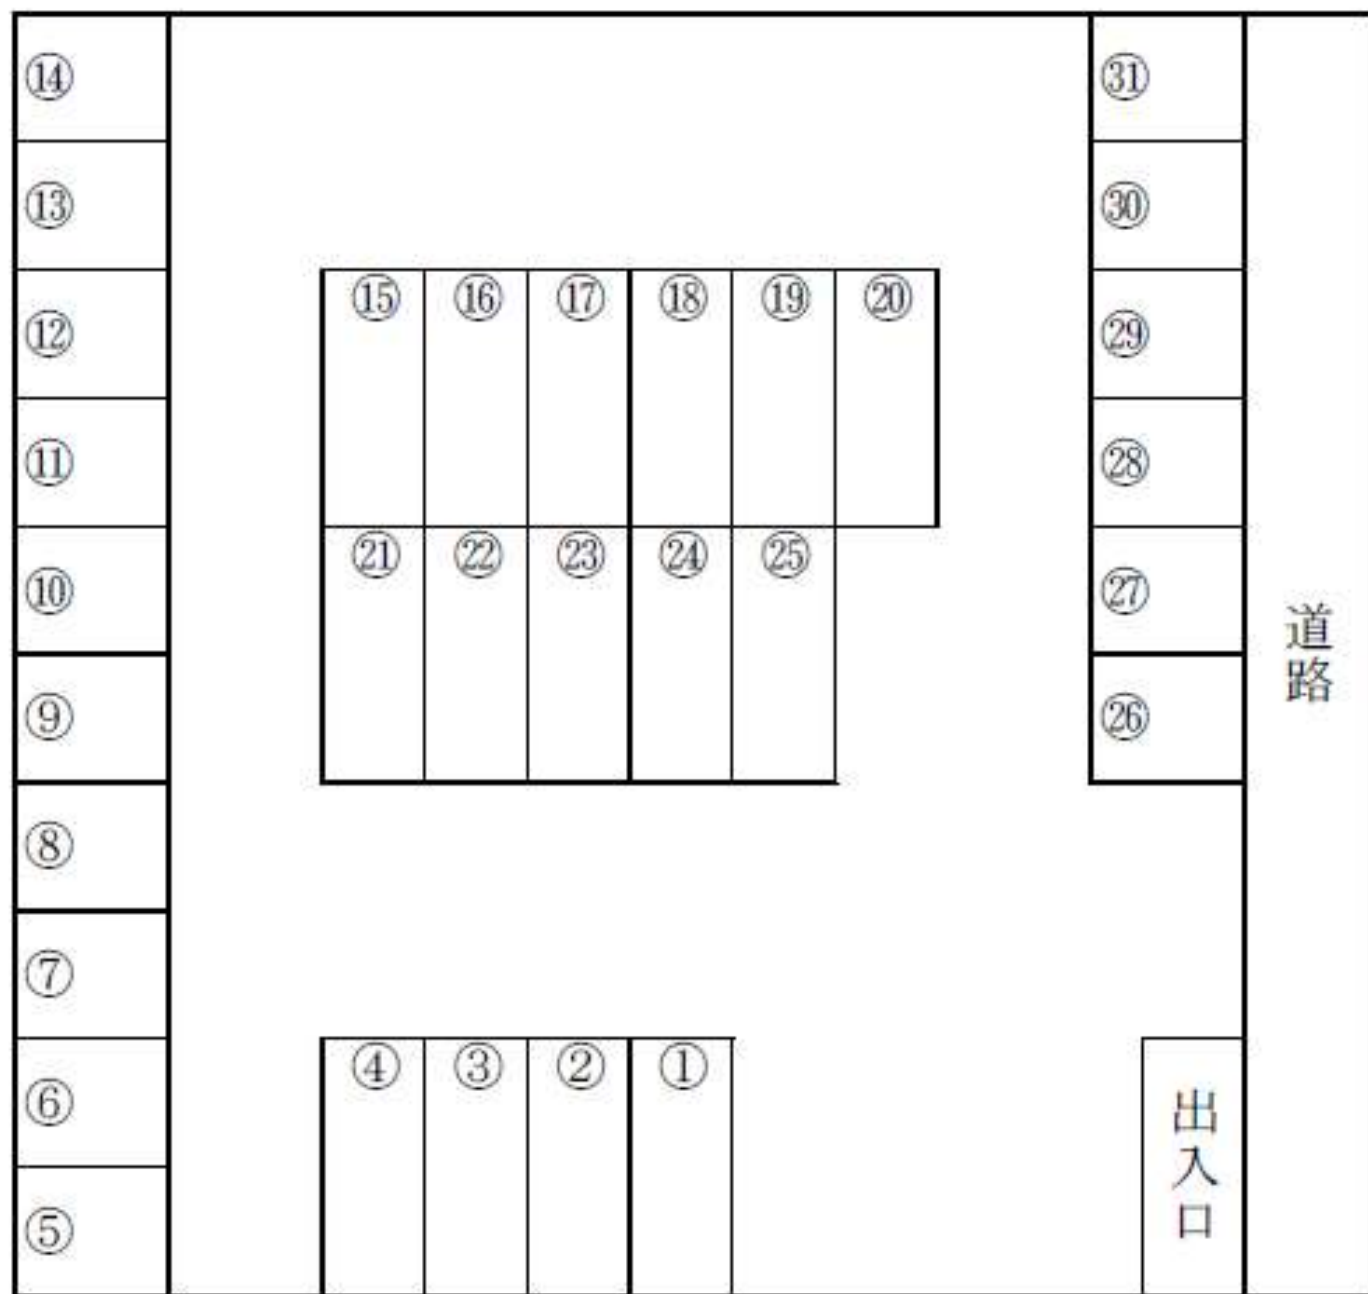 ⑭ ㉛
⑬ ㉚
⑮ ⑯ ⑰ ⑱ ⑲ ⑳
⑫ ㉙
⑪ ㉘
㉑ ㉒ ㉓ ㉔ ㉕
⑩ ㉗
道路
⑨ ㉖
⑧
⑦
④ ③ ② ①
⑥
出入口
⑤